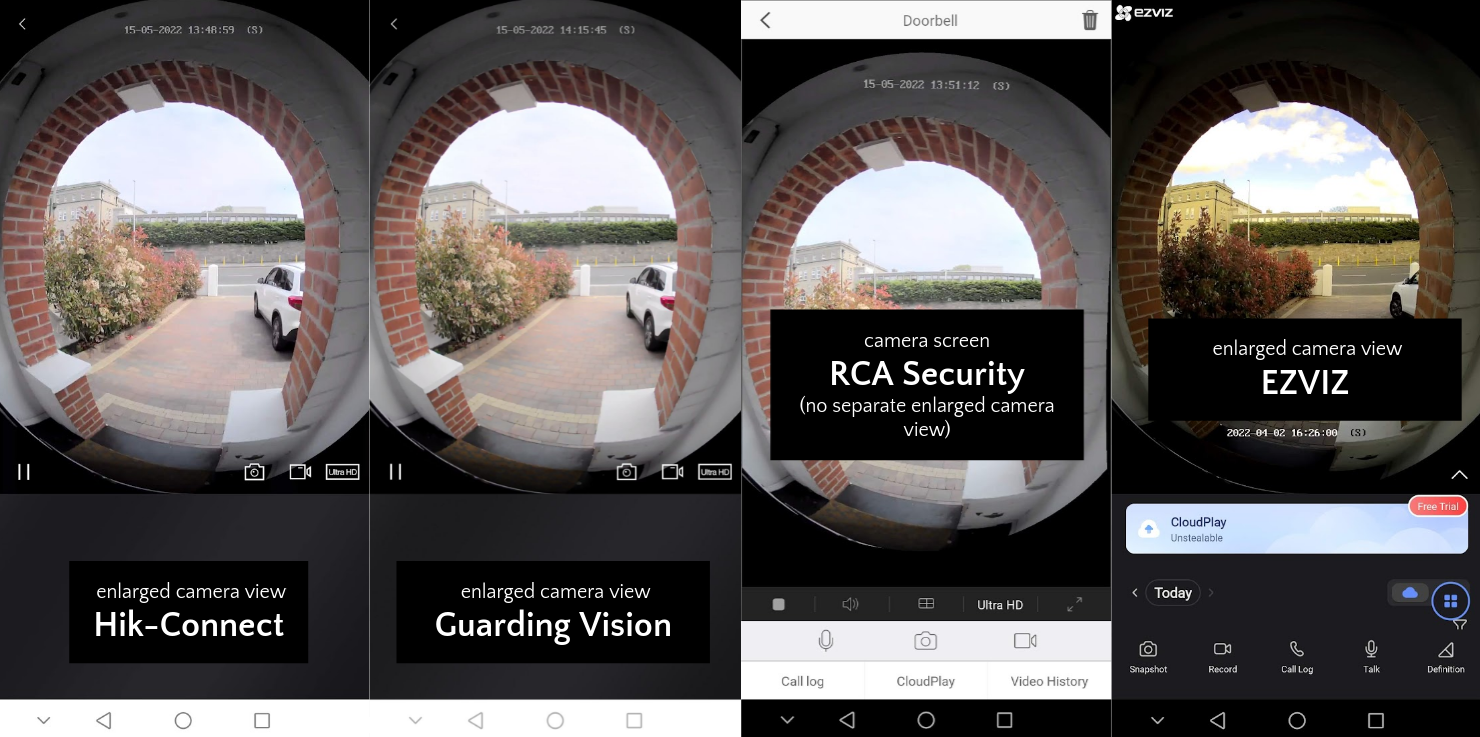 15-05-2022 13:48:59 (S)
Ultra HD
enlarged camera view
Hik-Connect
15-05-2022 14:15:45 (S)
Ultra HD
enlarged camera view
Guarding Vision
Doorbell
15-05-2022 13:51:12 (S)
camera screen
RCA Security
(no separate enlarged camera
view)
Ultra HD
Call log
CloudPlay
Video History
EZVIZ
enlarged camera view
EZVIZ
2022-04-02 16:26:00 (S)
Free Trial
CloudPlay
Unstealable
Today
Snapshot
Record
Call Log
Talk
Definition